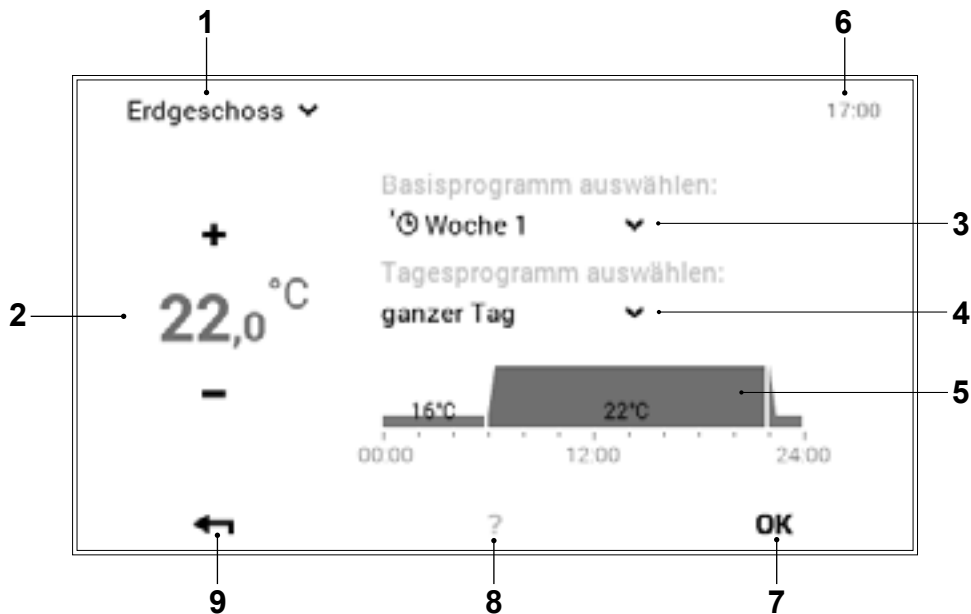 1 6
Erdgeschoss
17:00
Basisprogramm auswählen:
Woche 1
3
Tagesprogramm auswählen:
ganzer Tag
4
+
22,0 °C
2
−
16°C 22°C
5
00:00 12:00 24:00
? OK
9 8 7